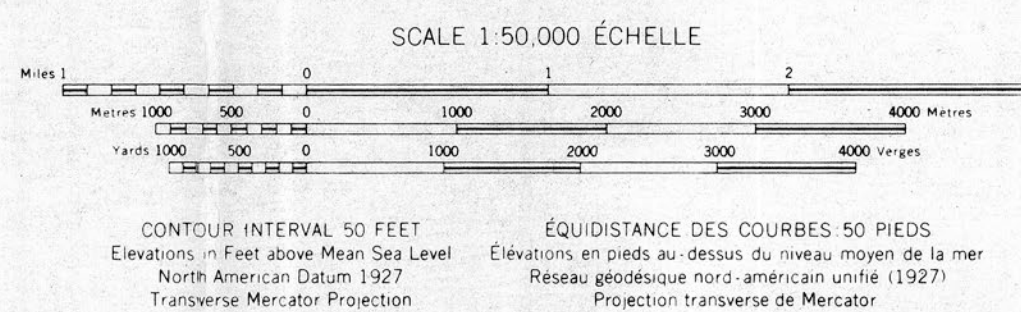 SCALE 1:50,000 ÉCHELLE
Miles 1 0 1 2
Metres 1000 500 0 1000 2000 3000 4000 Mètres
Yards 1000 500 0 1000 2000 3000 4000 Verges
CONTOUR INTERVAL 50 FEET
Elevations in Feet above Mean Sea Level
North American Datum 1927
Transverse Mercator Projection
ÉQUIDISTANCE DES COURBES: 50 PIEDS
Élévations en pieds au-dessus du niveau moyen de la mer
Réseau géodésique nord-américain unifié (1927)
Projection transverse de Mercator